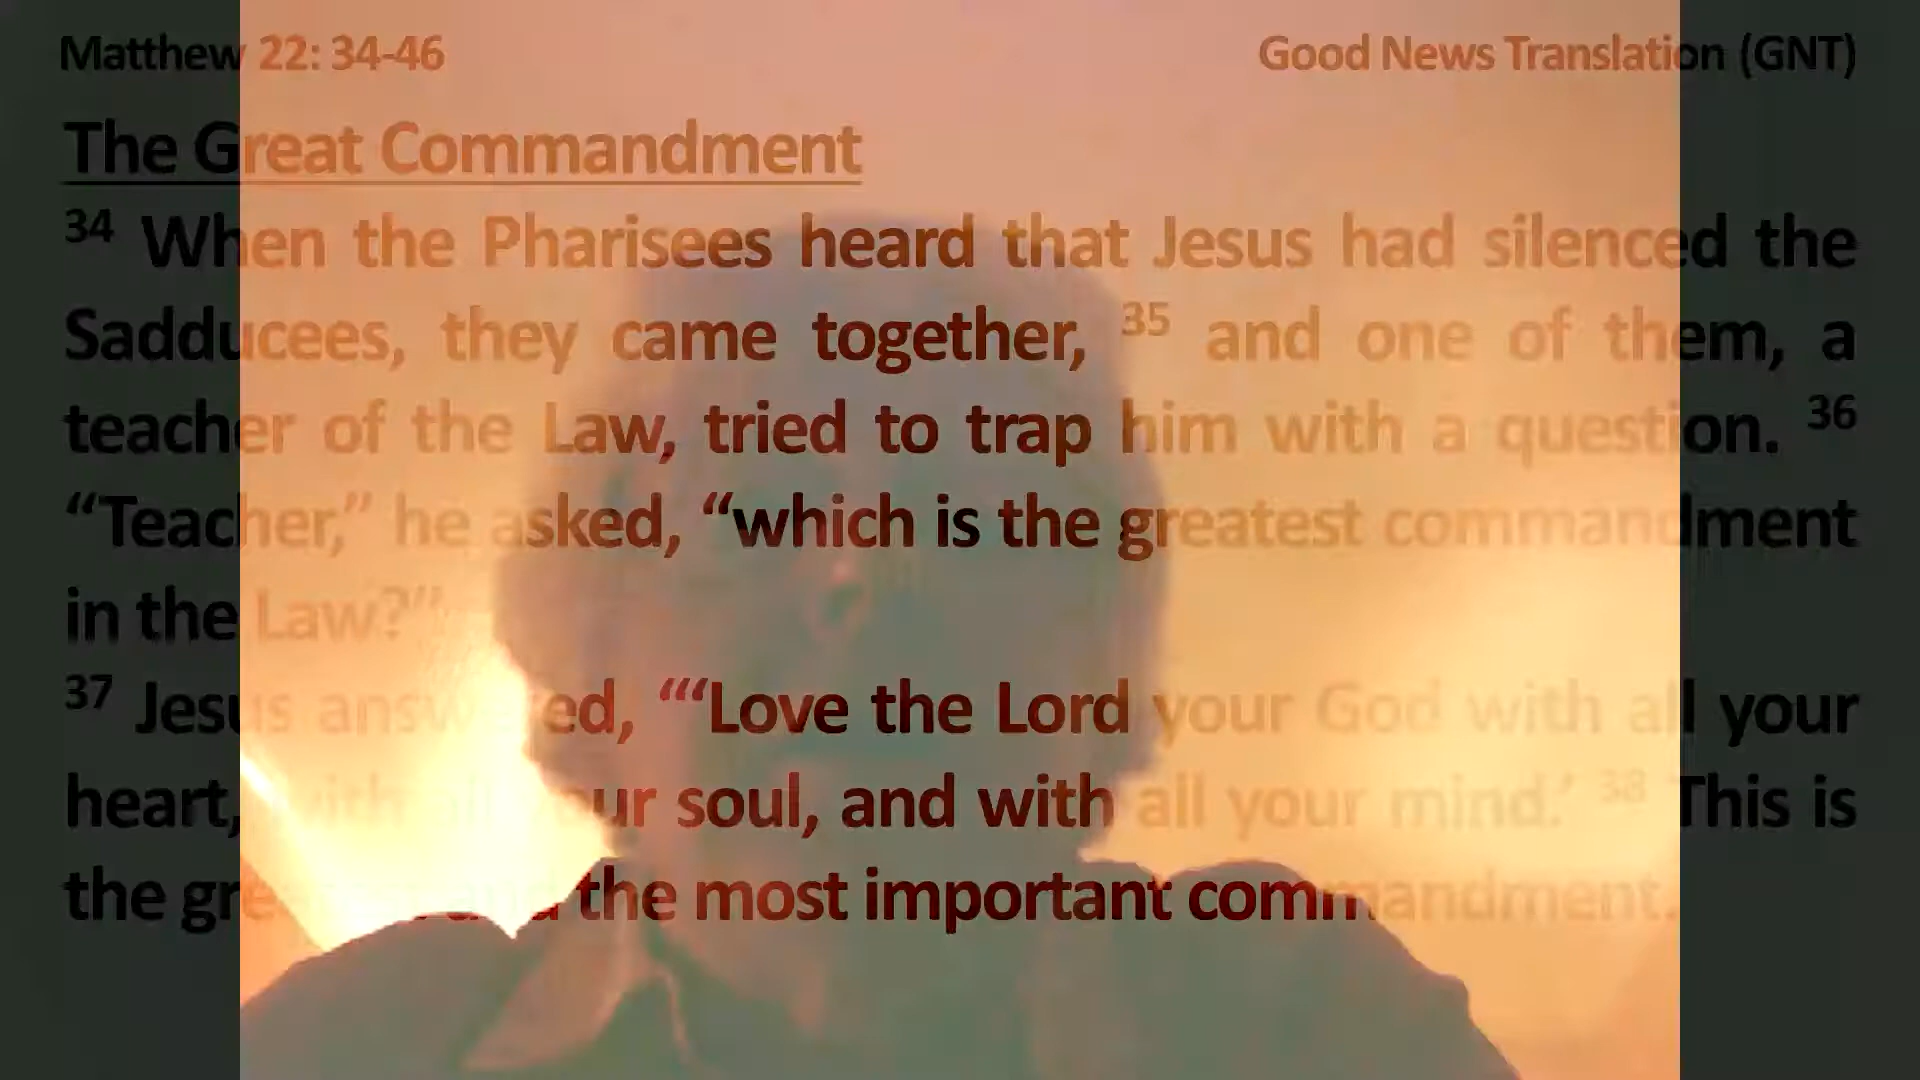 Matthew 22: 34-46
Good News Translation (GNT)
The Great Commandment
34 When the Pharisees heard that Jesus had silenced the
Sadducees, they came together, 35 and one of them, a
teacher of the Law, tried to trap him with a question. 36
“Teacher,” he asked, “which is the greatest commandment
in the Law?”
37 Jesus answered, “‘Love the Lord your God with all your
heart, with all your soul, and with all your mind.’ 38 This is
the and the most important commandment.